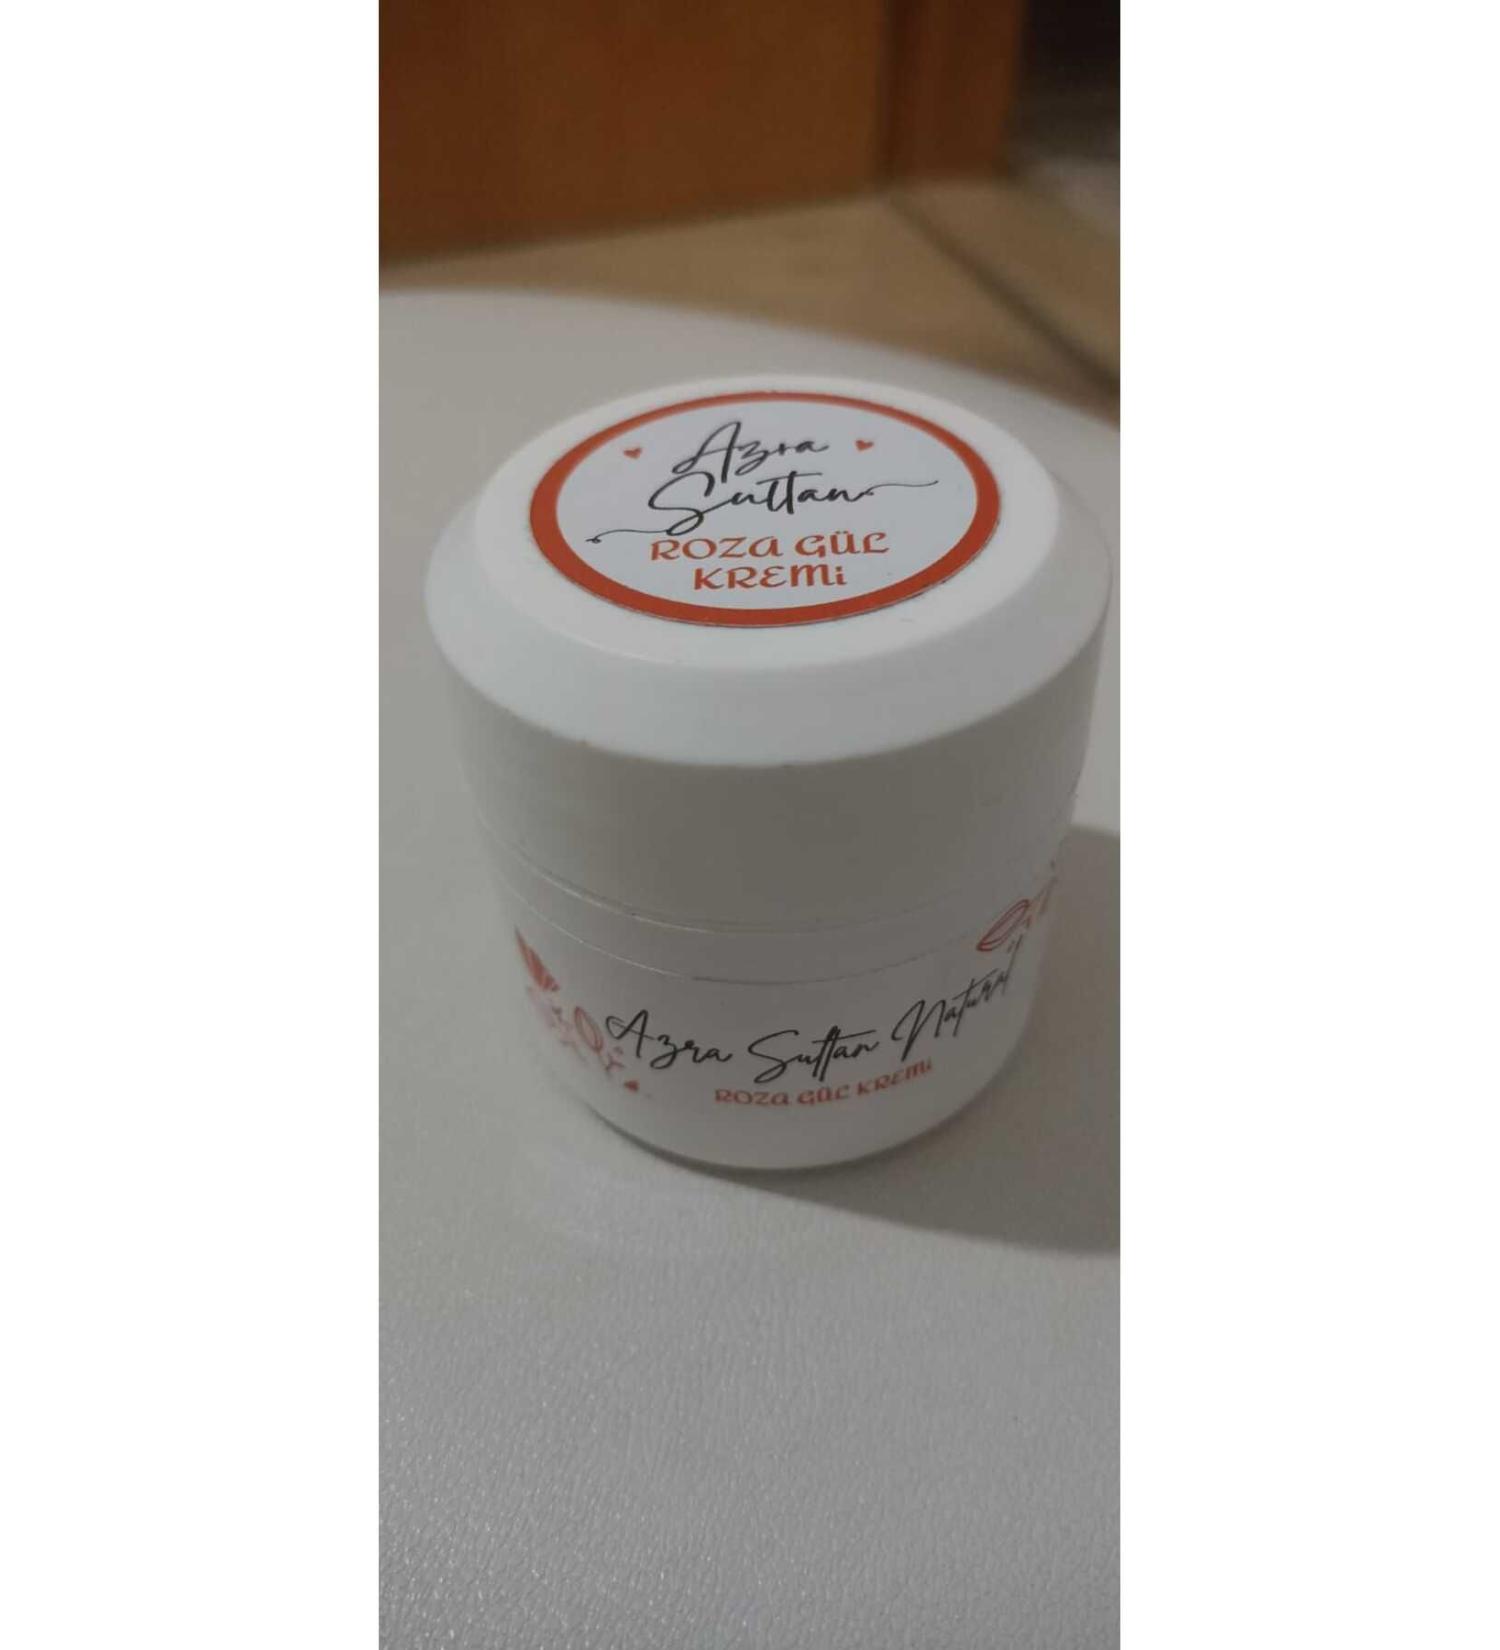 Azra
Sultan
ROZA GÜL
KREMİ
Azra Sultan Natural
ROZA GÜL KREMİ